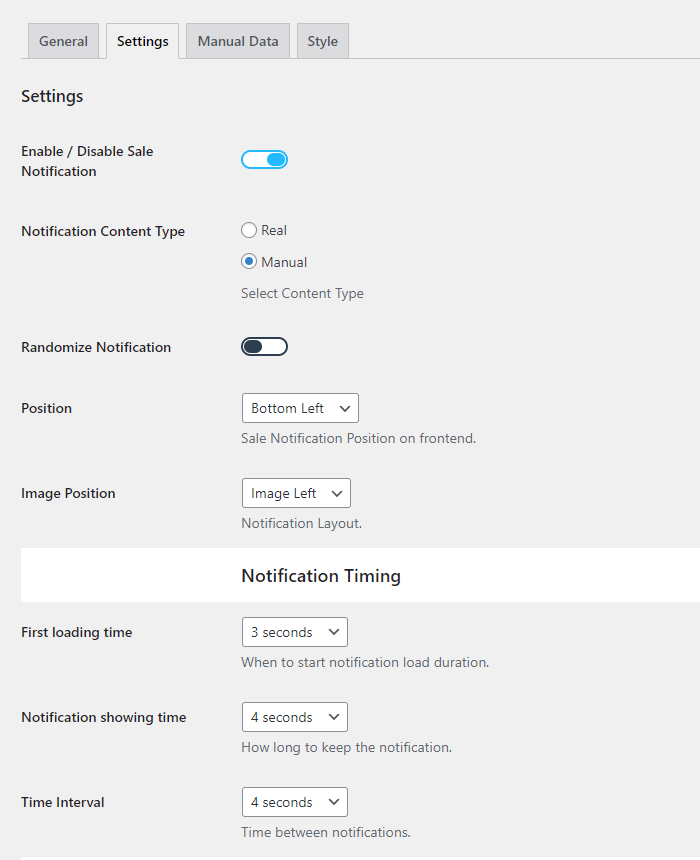 General
Settings
Manual Data
Style
Settings
Enable / Disable Sale
Notification
Notification Content Type
Real
Manual
Select Content Type
Randomize Notification
Position
Bottom Left
Sale Notification Position on frontend.
Image Position
Image Left
Notification Layout.
Notification Timing
First loading time
3 seconds
When to start notification load duration.
Notification showing time
4 seconds
How long to keep the notification.
Time Interval
4 seconds
Time between notifications.